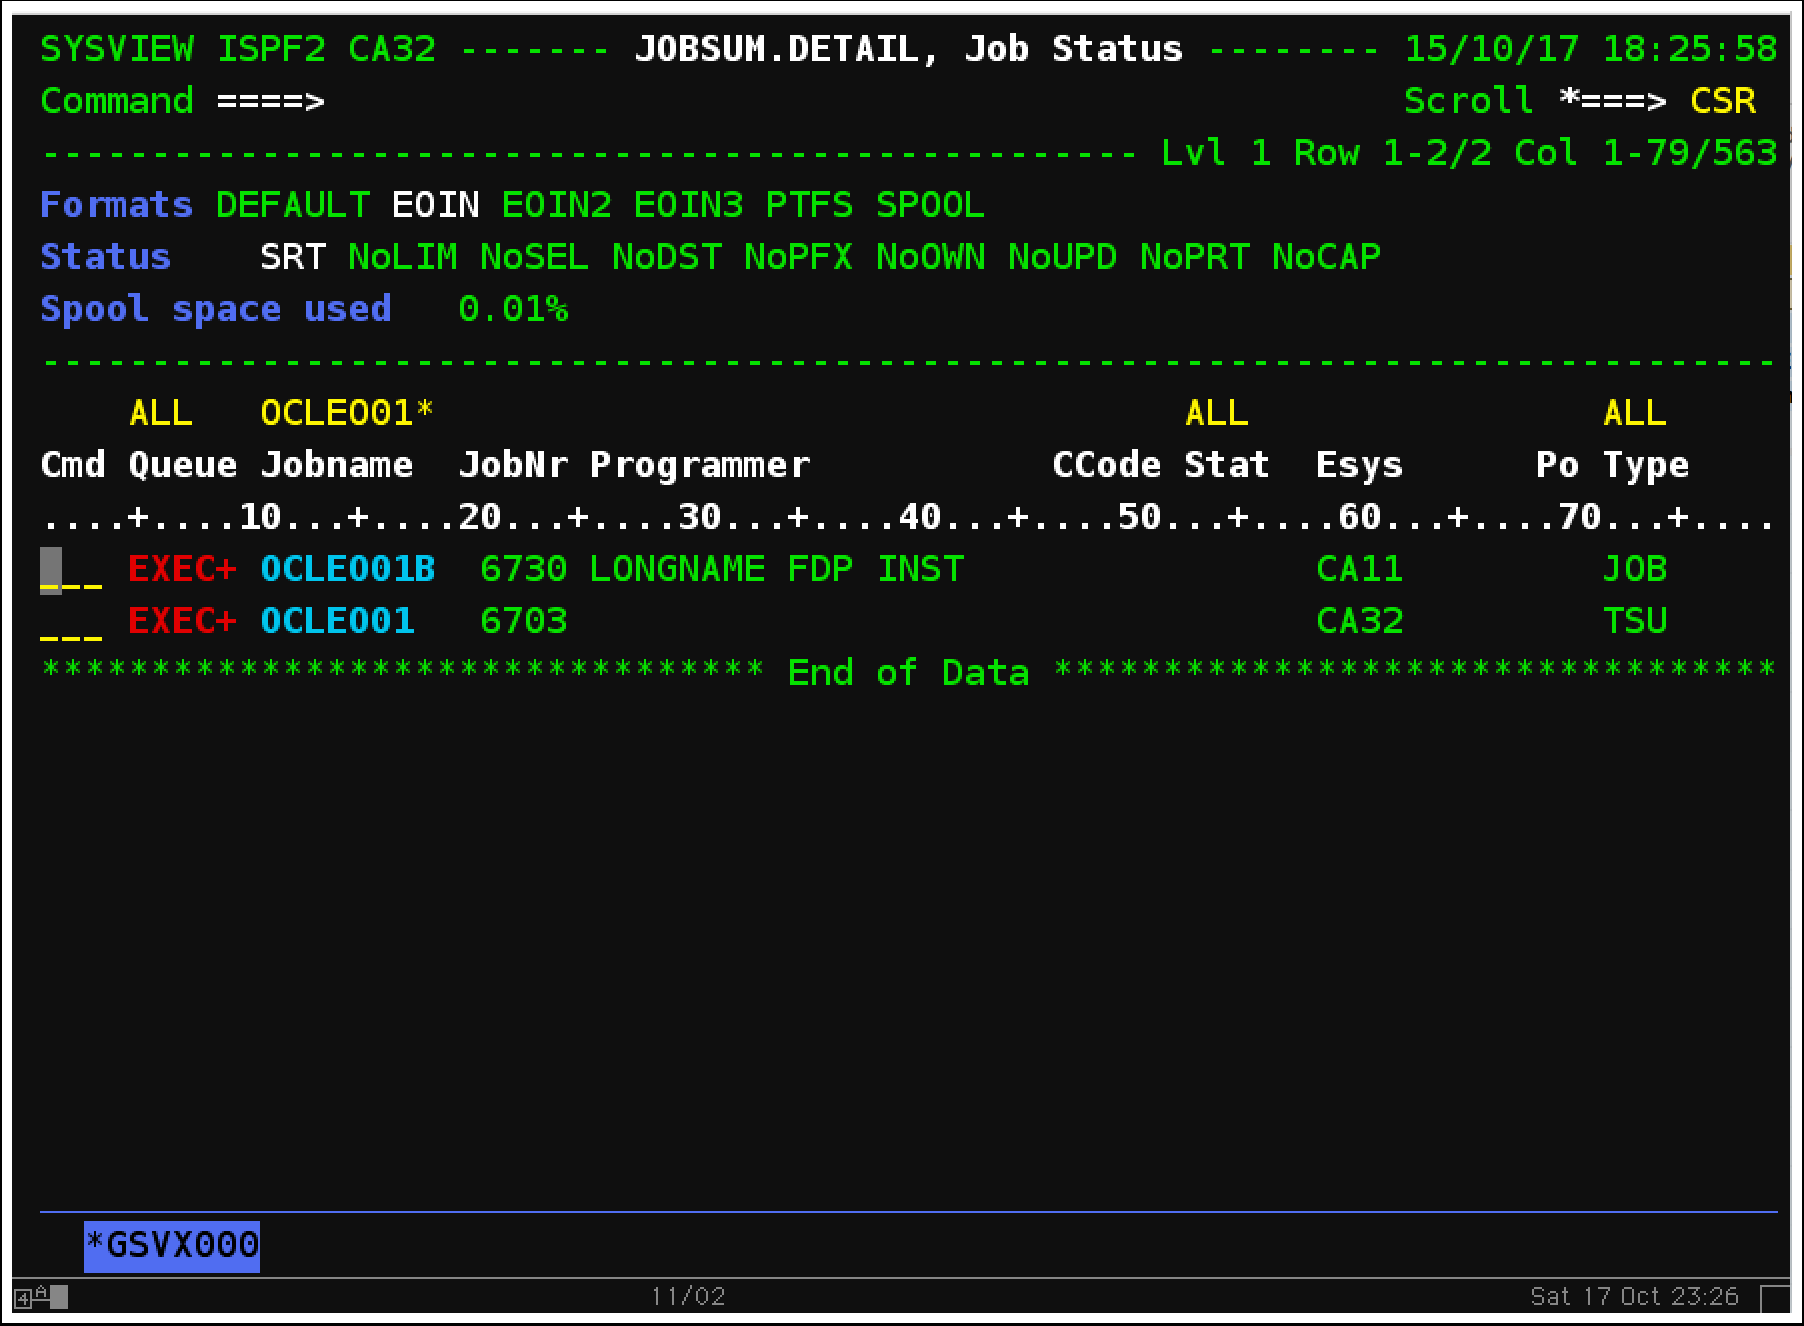 SYSVIEW ISPF2 CA32 ------- JOBSUM.DETAIL, Job Status -------- 15/10/17 18:25:58
Command ====> Scroll *===> CSR
-------------------------------------------------- Lvl 1 Row 1-2/2 Col 1-79/563
Formats DEFAULT EOIN EOIN2 EOIN3 PTFS SPOOL
Status SRT NoLIM NoSEL NoDST NoPFX NoOWN NoUPD NoPRT NoCAP
Spool space used 0.01%
-------------------------------------------------------------------------------
ALL OCLEO01* ALL ALL
Cmd Queue Jobname JobNr Programmer CCode Stat Esys Po Type
....+....10...+....20...+....30...+....40...+....50...+....60...+....70...+....
___ EXEC+ OCLEO01B 6730 LONGNAME FDP INST CA11 JOB
___ EXEC+ OCLEO01 6703 CA32 TSU
********************************* End of Data *********************************
*GSVX000
4 A 11/02 Sat 17 Oct 23:26